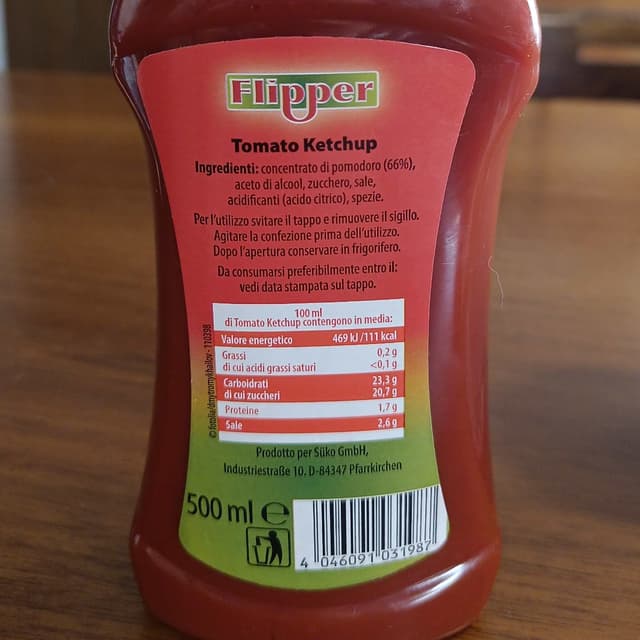 Flipper
Tomato Ketchup
Ingredienti: concentrato di pomodoro (66%),
aceto di alcool, zucchero, sale,
acidificanti (acido citrico), spezie.
Per l'utilizzo svitare il tappo e rimuovere il sigillo.
Agitare la confezione prima dell'utilizzo.
Dopo l'apertura conservare in frigorifero.
Da consumarsi preferibilmente entro il:
vedi data stampata sul tappo.
100 ml
di Tomato Ketchup contengono in media:
Valore energetico 469 kJ /111 kcal
Grassi 0,2 g
di cui acidi grassi saturi <0,1 g
Carboidrati 23,3 g
di cui zuccheri 20,7 g
Proteine 1,7 g
Sale 2,6 g
©fotolia/dmytromykhailov - 110398
Prodotto per Süko GmbH,
Industriestraße 10. D-84347 Pfarrkirchen
500 ml ℮
4 046091 031987